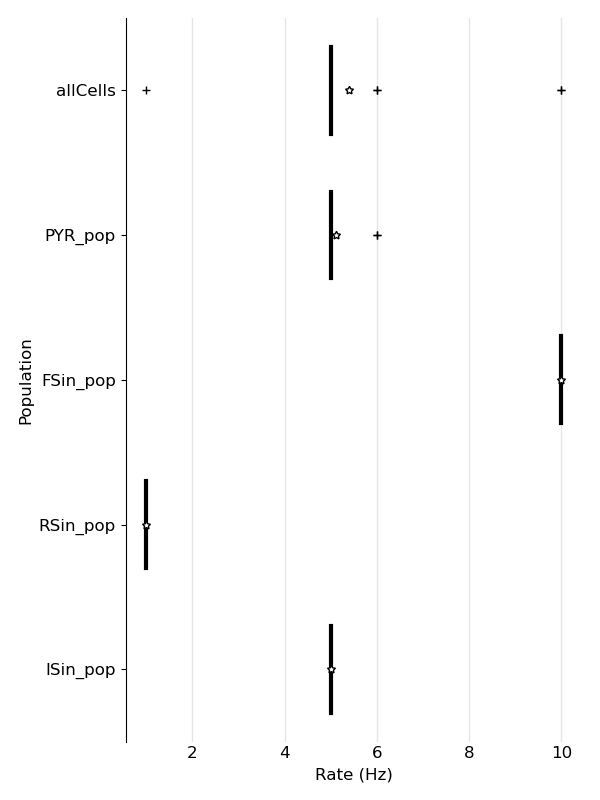 allCells
PYR_pop
FSin_pop
RSin_pop
ISin_pop
Population
2 4 6 8 10
Rate (Hz)